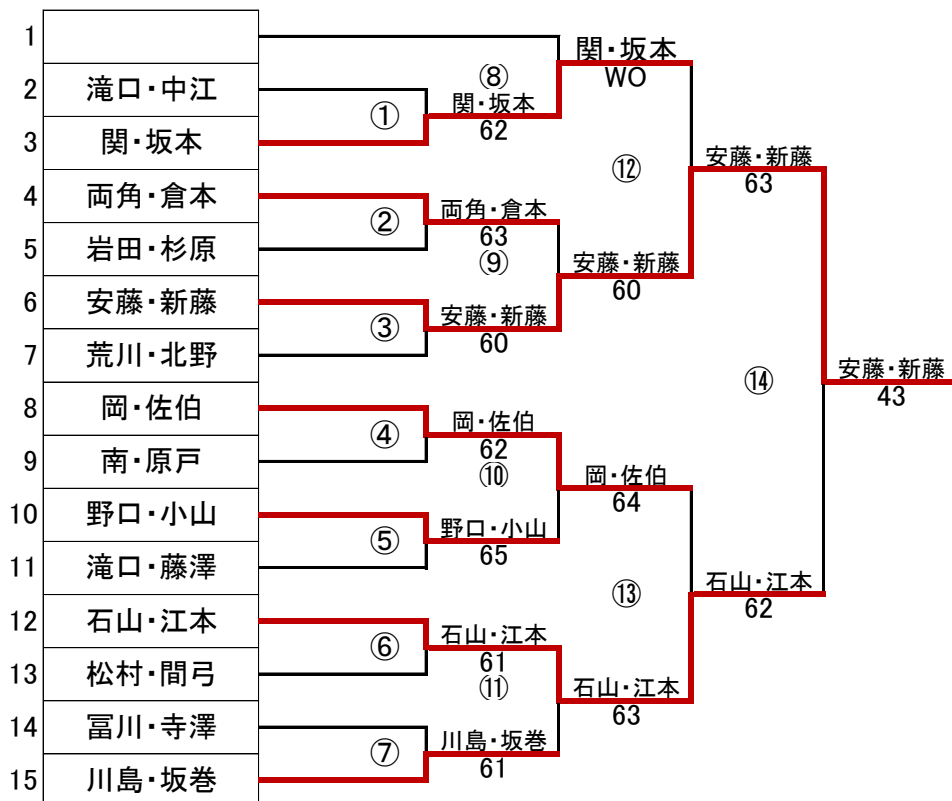 1
2 滝口・中江
3 関・坂本
4 両角・倉本
5 岩田・杉原
6 安藤・新藤
7 荒川・北野
8 岡・佐伯
9 南・原戸
10 野口・小山
11 滝口・藤澤
12 石山・江本
13 松村・間弓
14 冨川・寺澤
15 川島・坂巻
①
②
③
④
⑤
⑥
⑦
関・坂本
62
両角・倉本
63
安藤・新藤
60
岡・佐伯
62
野口・小山
65
石山・江本
61
川島・坂巻
61
⑧
⑨
⑩
⑪
関・坂本
WO
安藤・新藤
60
岡・佐伯
64
石山・江本
63
⑫
⑬
安藤・新藤
63
石山・江本
62
⑭
安藤・新藤
43